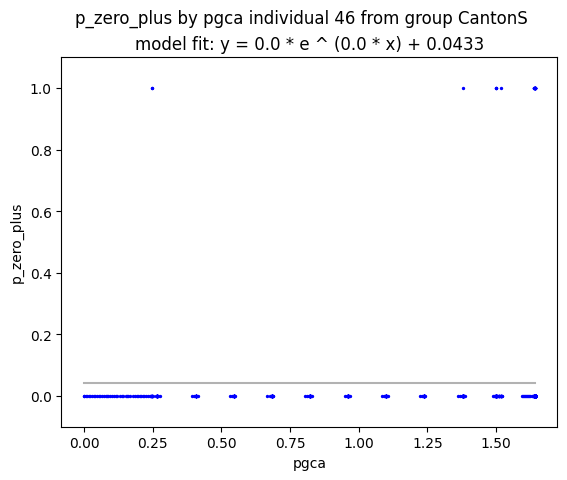 p_zero_plus by pgca individual 46 from group CantonS
model fit: y = 0.0 * e ^ (0.0 * x) + 0.0433
1.0
0.8
0.6
0.4
0.2
0.0
p_zero_plus
0.00 0.25 0.50 0.75 1.00 1.25 1.50
pgca